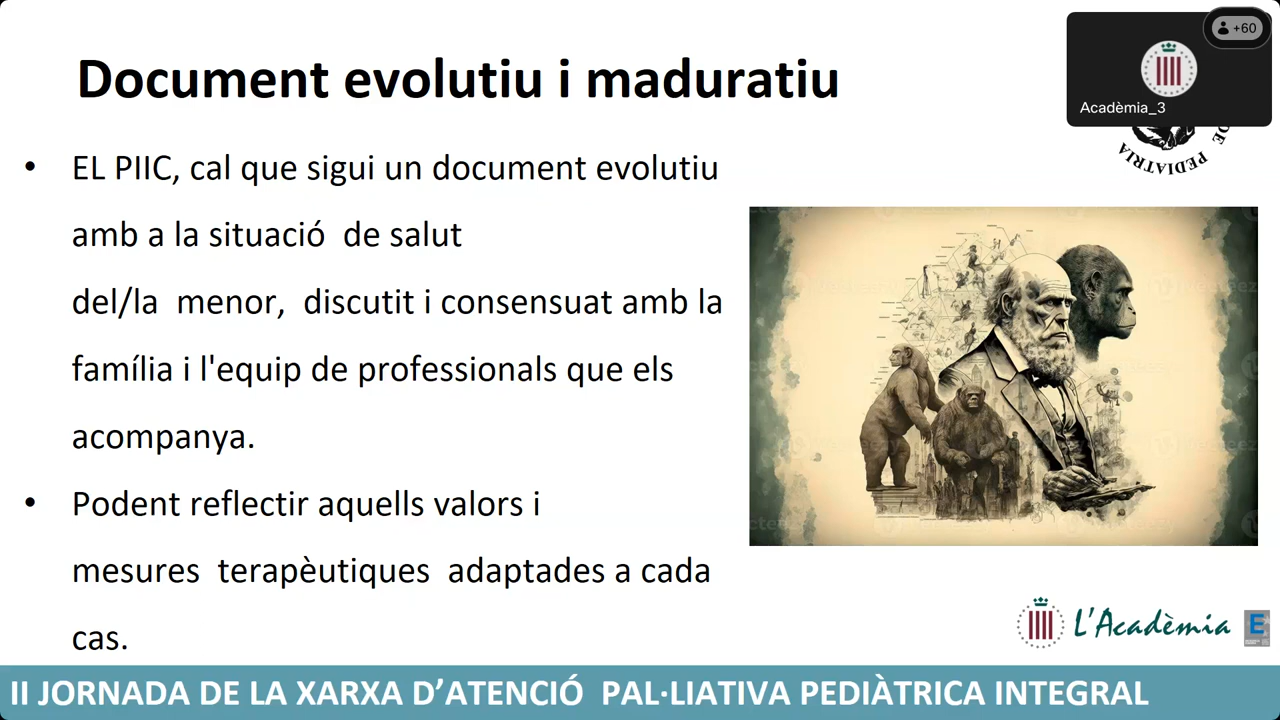 Document evolutiu i maduratiu
+60
Acadèmia_3
DE PEDIATRIA
• EL PIIC, cal que sigui un document evolutiu
amb a la situació de salut
del/la menor, discutit i consensuat amb la
família i l'equip de professionals que els
acompanya.
• Podent reflectir aquells valors i
mesures terapèutiques adaptades a cada
cas.
L'Acadèmia
E
II JORNADA DE LA XARXA D'ATENCIÓ PAL·LIATIVA PEDIÀTRICA INTEGRAL